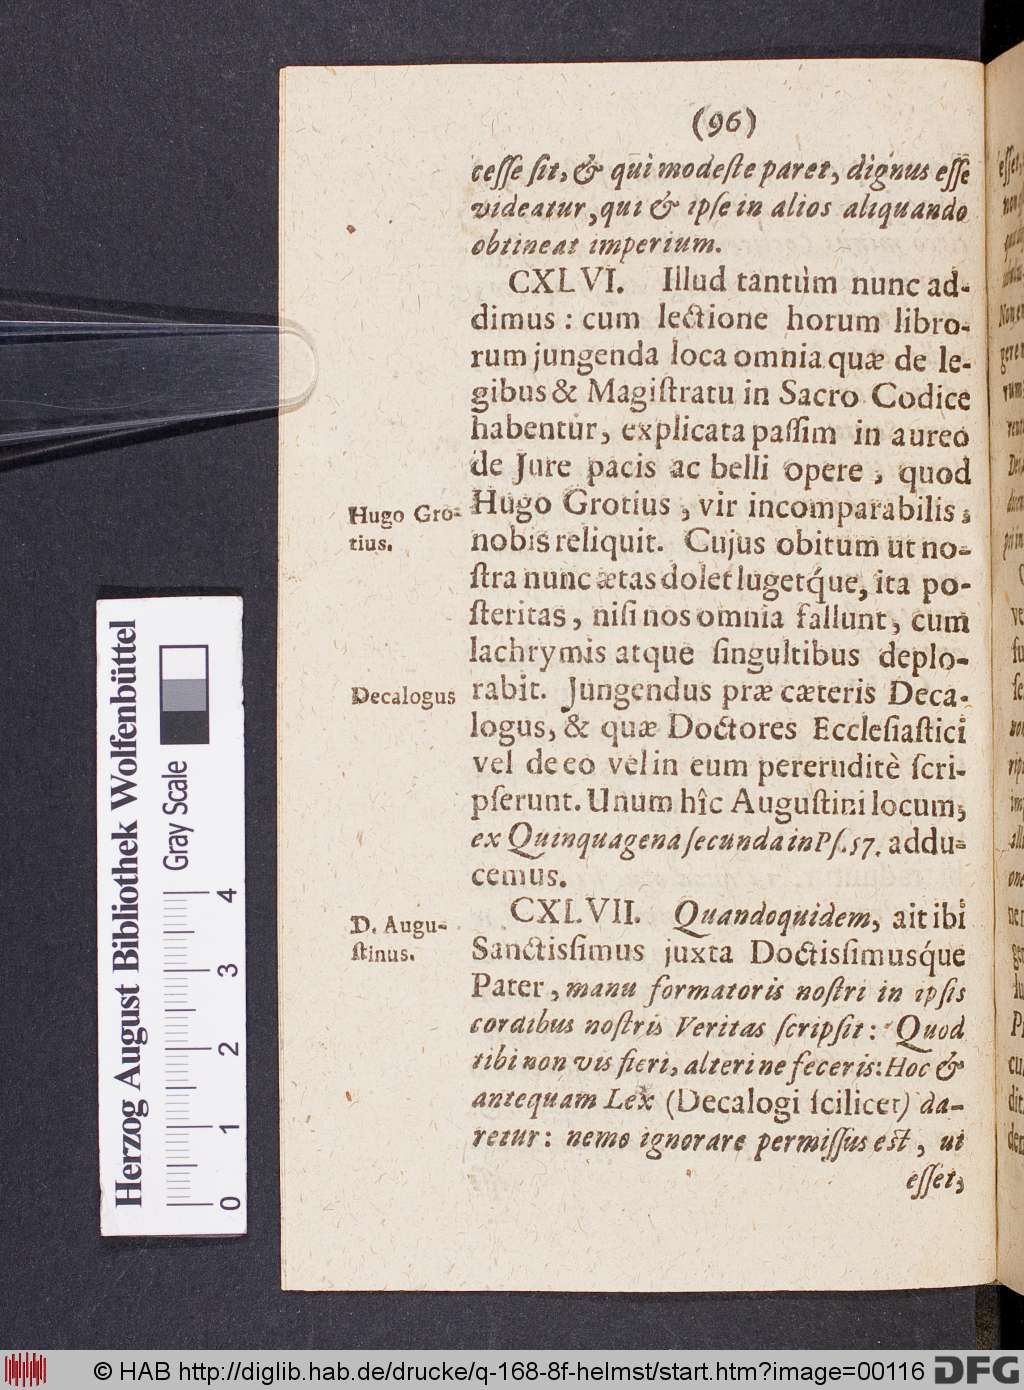 (96)
cesse sit, & qui modeste paret, dignus esse
videatur, qui & ipse in alios aliquando
obtineat imperium.
CXLVI. Illud tantùm nunc ad-
dimus : cum lectione horum libro-
rum jungenda loca omnia quæ de le-
gibus & Magiſtratu in Sacro Codice
habentur, explicata paſſim in aureo
de Jure pacis ac belli opere, quod
Hugo Grotius, vir incomparabilis,
Hugo Gro-
tius.
nobis reliquit. Cujus obitum ut no-
ſtra nunc ætas dolet lugetq́ue, ita po-
ſteritas, niſi nos omnia fallunt, cum
lachrymis atque ſingultibus deplo-
rabit. Jungendus præ cæteris Deca-
Decalogus
logus, & quæ Doctores Eccleſiaſtici
vel de eo vel in eum pereruditè ſcri-
pſerunt. Unum hîc Auguſtini locum,
ex Quinquagena ſecunda in Pſ. 57. addu-
cemus.
CXLVII. Quandoquidem, ait ibi
D. Augu-
ſtinus.
Sanctisſimus juxta Doctisſimusq́ue
Pater, manu formatoris noſtri in ipſis
cordibus noſtris Veritas ſcripſit: Quod
tibi non vis fieri, alteri ne feceris: Hoc &
antequam Lex (Decalogi ſcilicet) da-
retur: nemo ignorare permiſſus eſt, ut
eſſet,
Herzog August Bibliothek Wolfenbüttel
Gray Scale
0 1 2 3 4
© HAB http://diglib.hab.de/drucke/q-168-8f-helmst/start.htm?image=00116
DFG